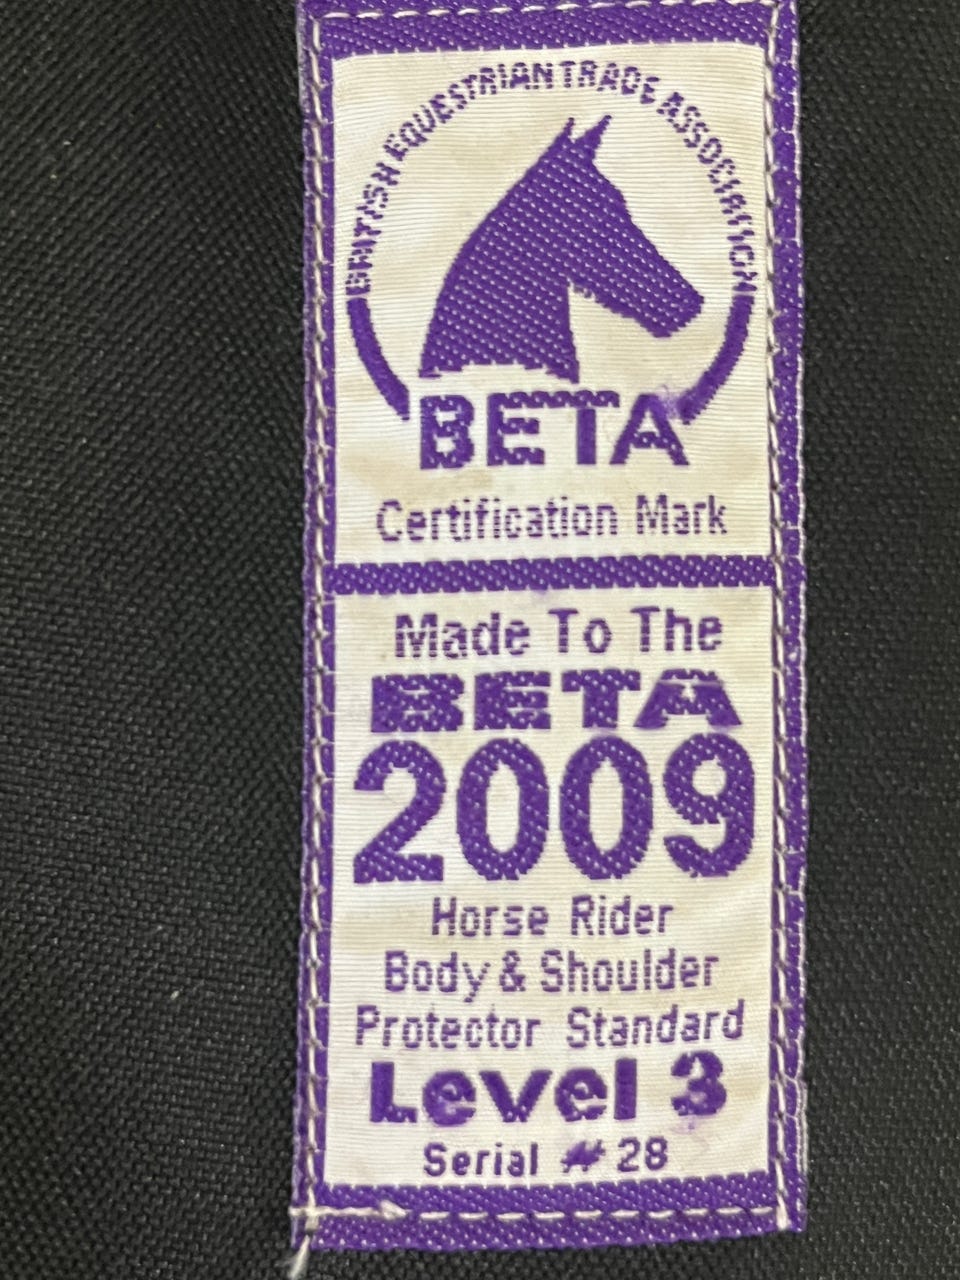 BRITISH EQUESTRIAN TRADE ASSOCIATION
BETA
Certification Mark
Made To The
BETA
2009
Horse Rider
Body & Shoulder
Protector Standard
Level 3
Serial # 28